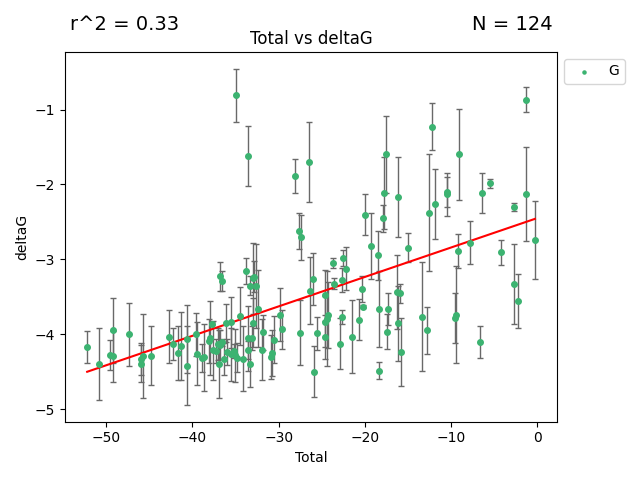 r^2 = 0.33
N = 124
Total vs deltaG
G
deltaG
−1
−2
−3
−4
−5
−50
−40
−30
−20
−10
0
Total